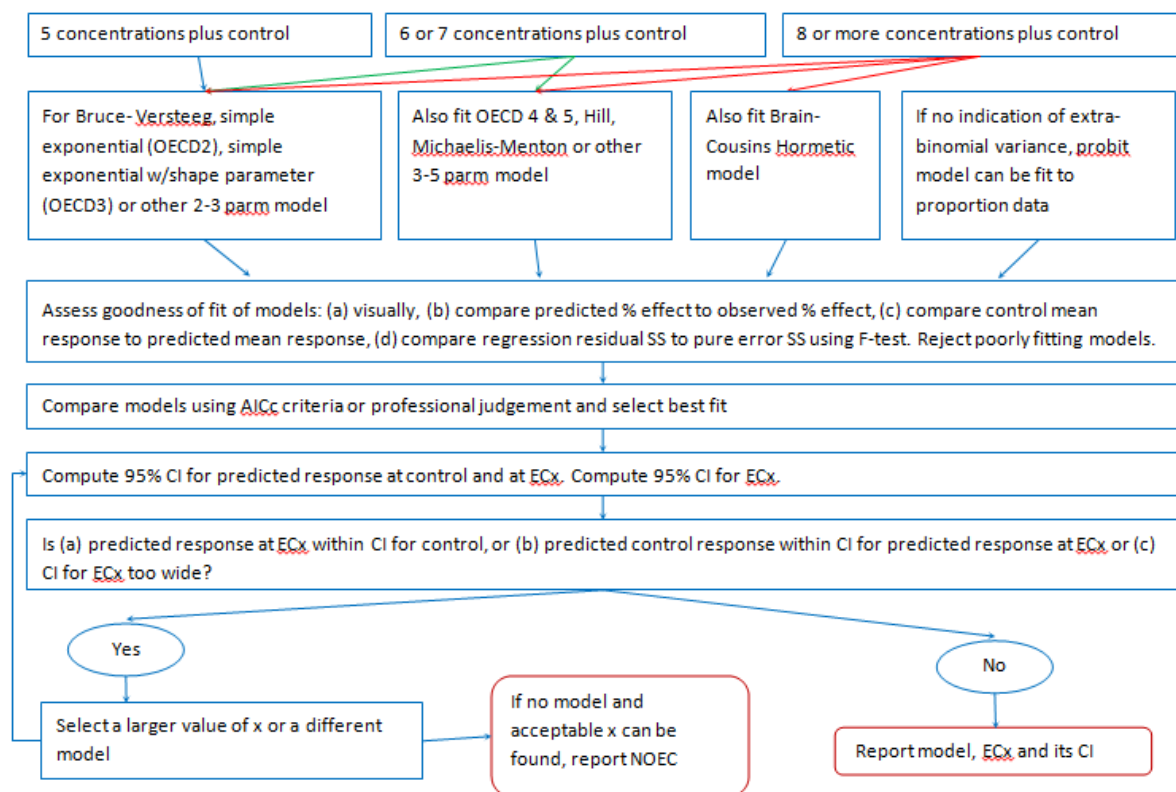 5 concentrations plus control
6 or 7 concentrations plus control
8 or more concentrations plus control
For Bruce- Versteeg, simple
exponential (OECD2), simple
exponential w/shape parameter
(OECD3) or other 2-3 parm model
Also fit OECD 4 & 5, Hill,
Michaelis-Menton or other
3-5 parm model
Also fit Brain-
Cousins Hormetic
model
If no indication of extra-
binomial variance, probit
model can be fit to
proportion data
Assess goodness of fit of models: (a) visually, (b) compare predicted % effect to observed % effect, (c) compare control mean
response to predicted mean response, (d) compare regression residual SS to pure error SS using F-test. Reject poorly fitting models.
Compare models using AICc criteria or professional judgement and select best fit
Compute 95% CI for predicted response at control and at ECx. Compute 95% CI for ECx.
Is (a) predicted response at ECx within CI for control, or (b) predicted control response within CI for predicted response at ECx or (c)
CI for ECx too wide?
Yes
No
Select a larger value of x or a different
model
If no model and
acceptable x can be
found, report NOEC
Report model, ECx and its CI